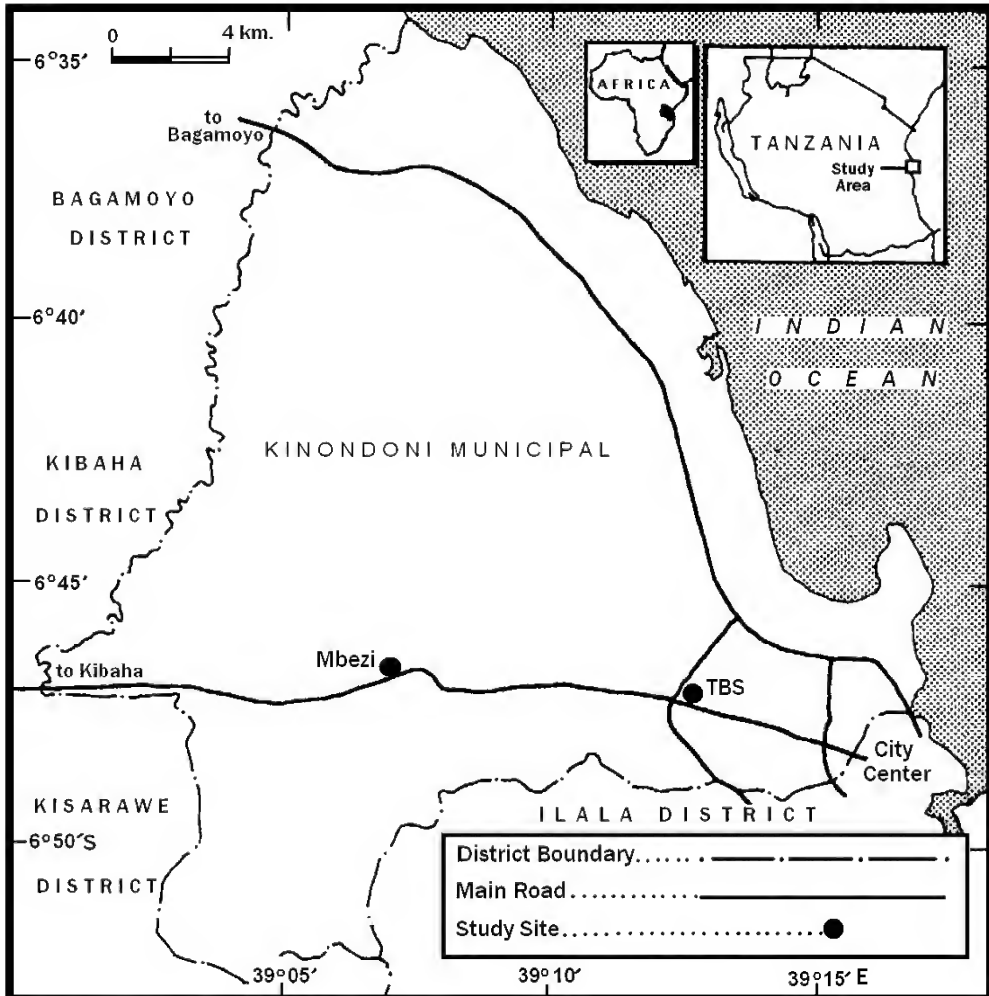 0 4 km.
6°35′
AFRICA
TANZANIA
Study
Area
to
Bagamoyo
BAGAMOYO
DISTRICT
6°40′
INDIAN
OCEAN
KINONDONI MUNICIPAL
KIBAHA
DISTRICT
6°45′
Mbezi
to Kibaha
TBS
City
Center
KISARAWE
ILALA DISTRICT
6°50′S
DISTRICT
District Boundary
Main Road
Study Site
39°05′ 39°10′ 39°15′ E